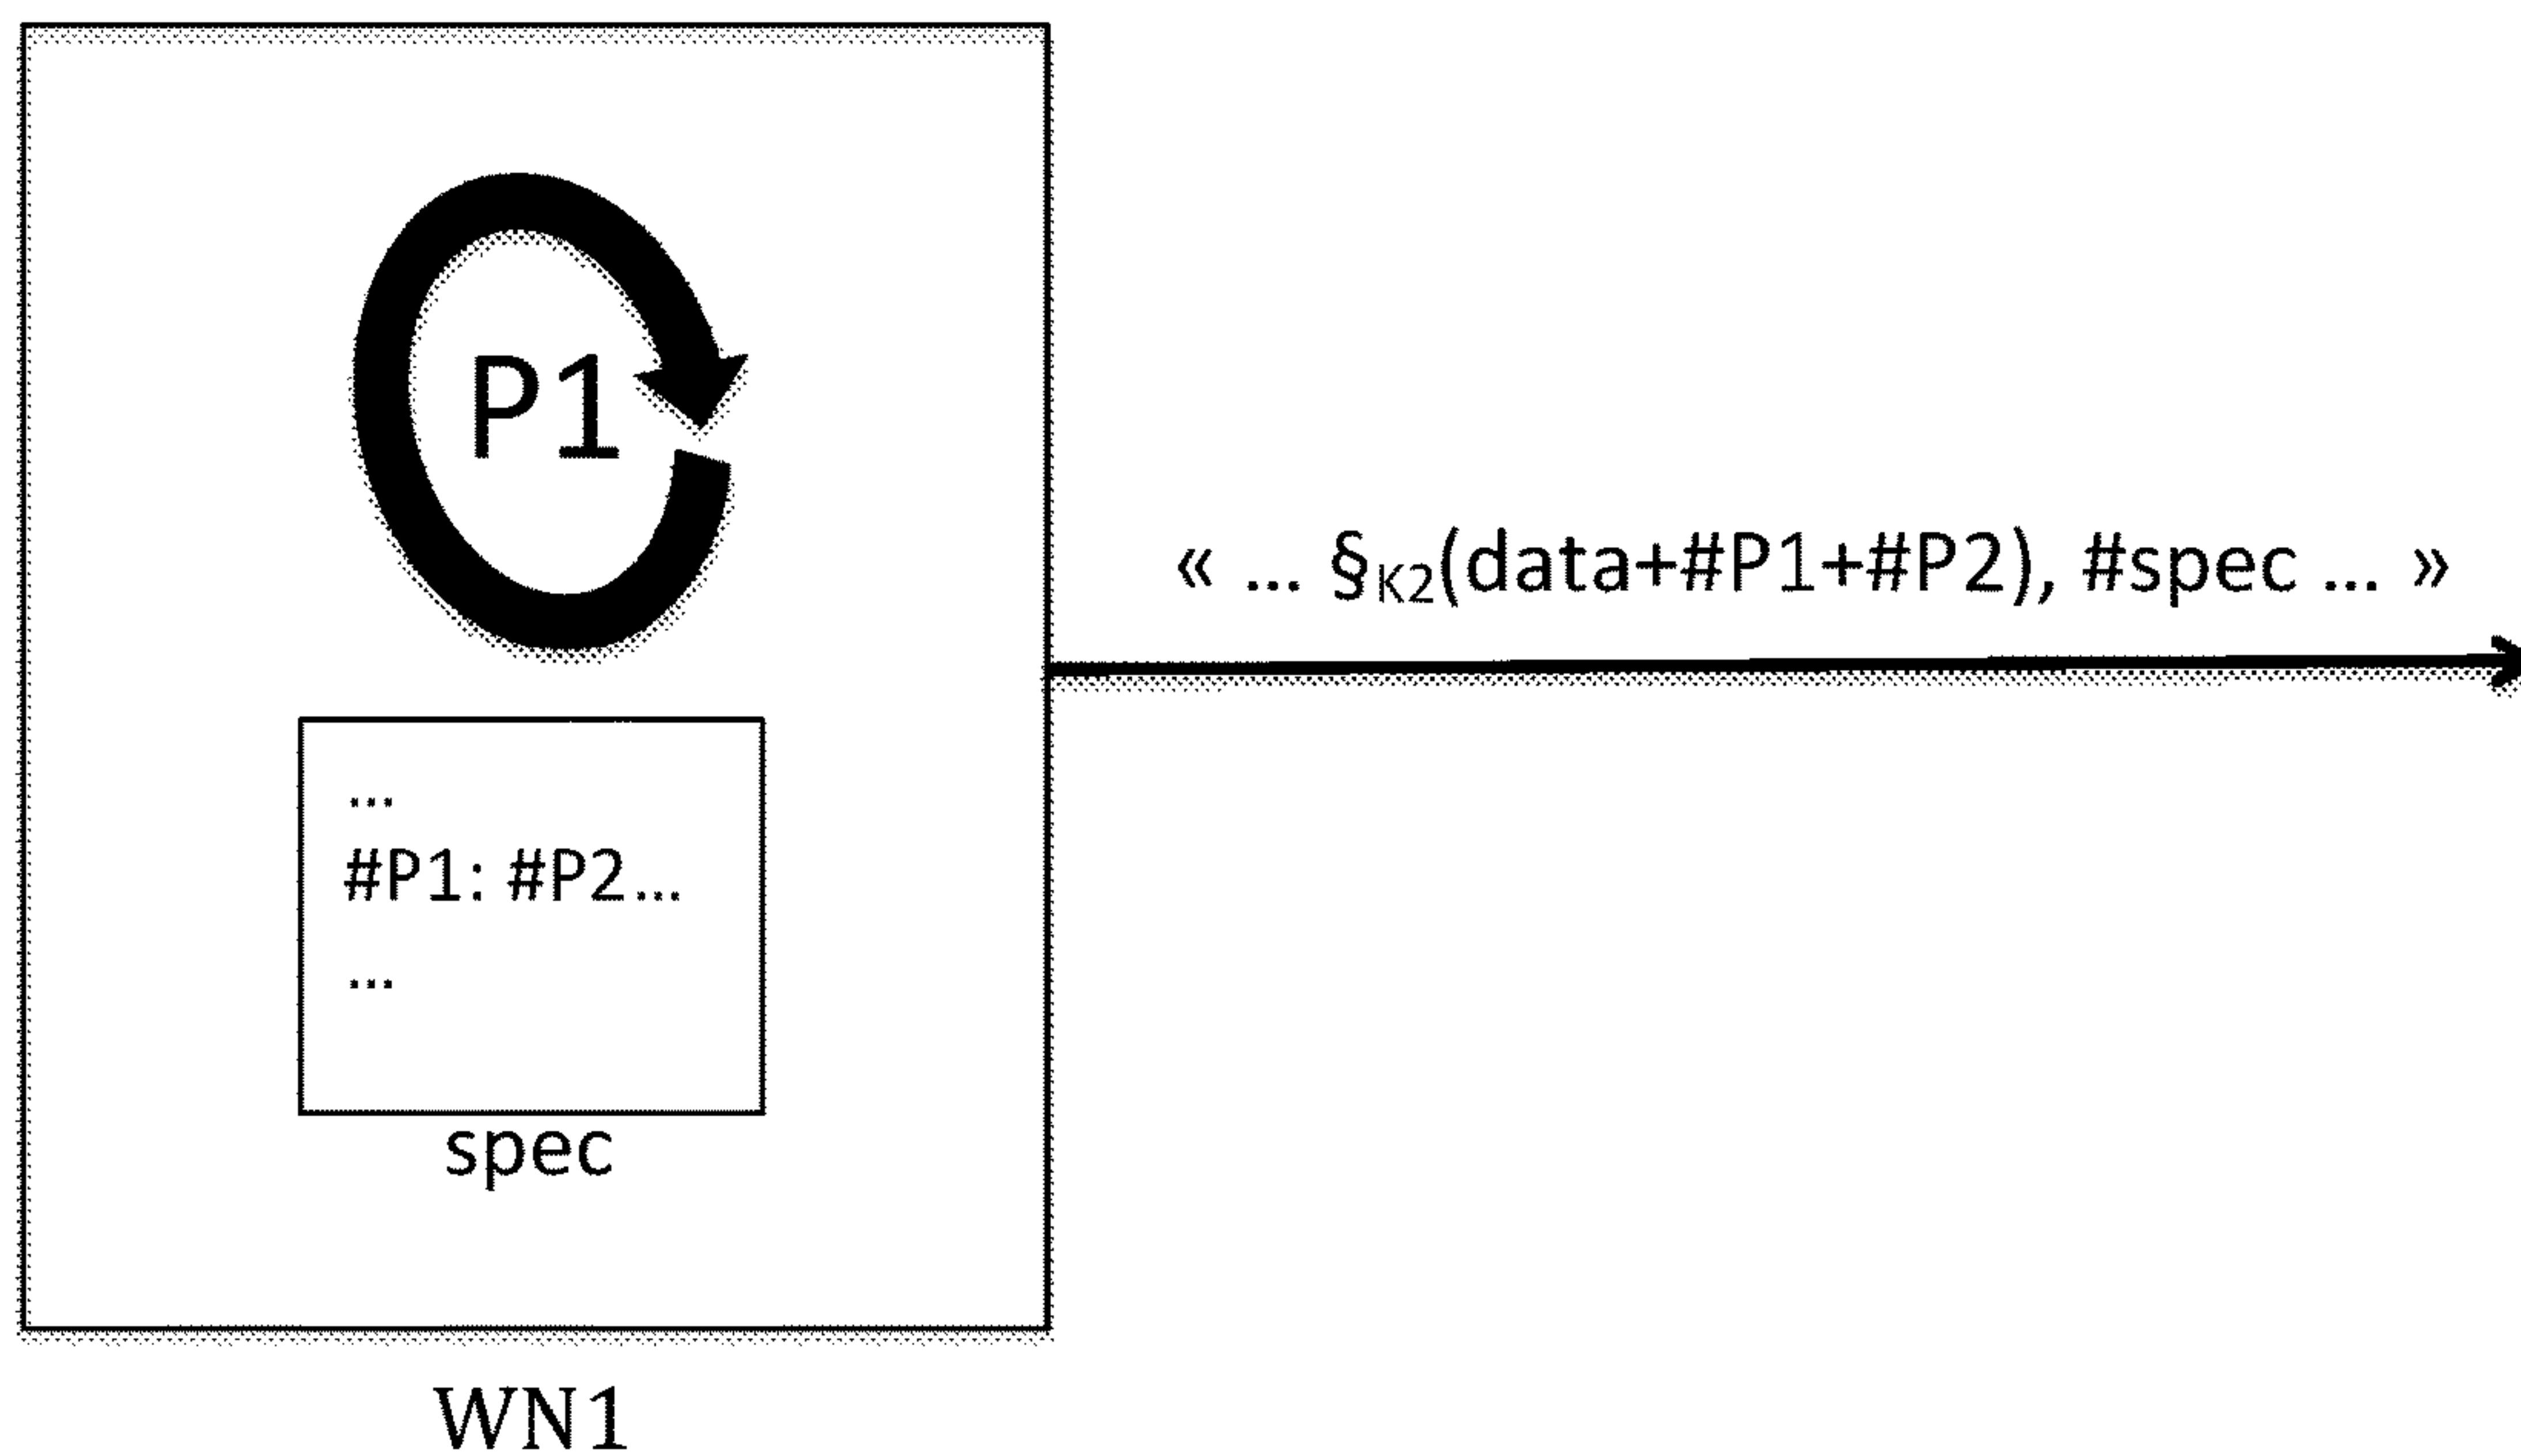 P1
« ... §K2(data+#P1+#P2), #spec ... »
...
#P1: #P2...
...
spec
WN1